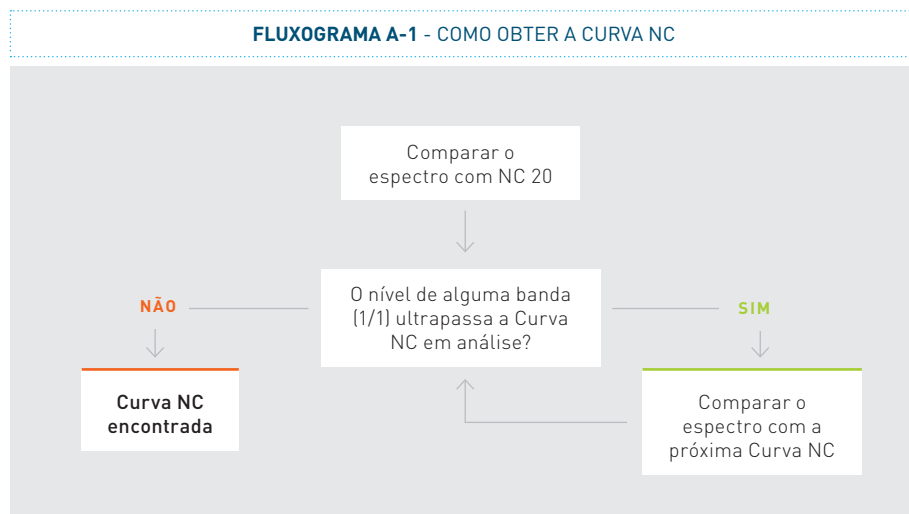 FLUXOGRAMA A-1 - COMO OBTER A CURVA NC
Comparar o
espectro com NC 20
O nível de alguma banda
(1/1) ultrapassa a Curva
NC em análise?
NÃO
SIM
Curva NC
encontrada
Comparar o
espectro com a
próxima Curva NC